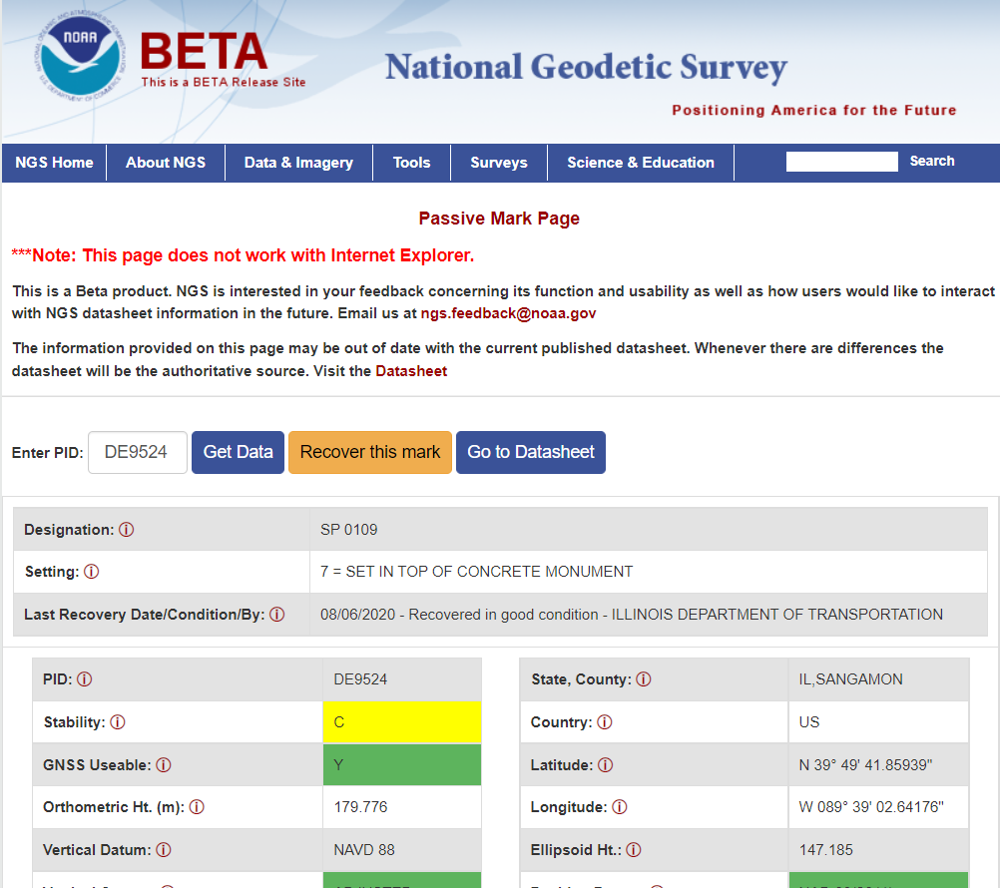 NOAA
NATIONAL OCEANIC AND ATMOSPHERIC ADMINISTRATION
U.S. DEPARTMENT OF COMMERCE
BETA
This is a BETA Release Site
National Geodetic Survey
Positioning America for the Future
NGS Home About NGS Data & Imagery Tools Surveys Science & Education Search
Passive Mark Page
***Note: This page does not work with Internet Explorer.
This is a Beta product. NGS is interested in your feedback concerning its function and usability as well as how users would like to interact
with NGS datasheet information in the future. Email us at ngs.feedback@noaa.gov
The information provided on this page may be out of date with the current published datasheet. Whenever there are differences the
datasheet will be the authoritative source. Visit the Datasheet
Enter PID: DE9524 Get Data Recover this mark Go to Datasheet
Designation: SP 0109
Setting: 7 = SET IN TOP OF CONCRETE MONUMENT
Last Recovery Date/Condition/By: 08/06/2020 - Recovered in good condition - ILLINOIS DEPARTMENT OF TRANSPORTATION
PID: DE9524
Stability: C
GNSS Useable: Y
Orthometric Ht. (m): 179.776
Vertical Datum: NAVD 88
State, County: IL,SANGAMON
Country: US
Latitude: N 39° 49' 41.85939"
Longitude: W 089° 39' 02.64176"
Ellipsoid Ht.: 147.185